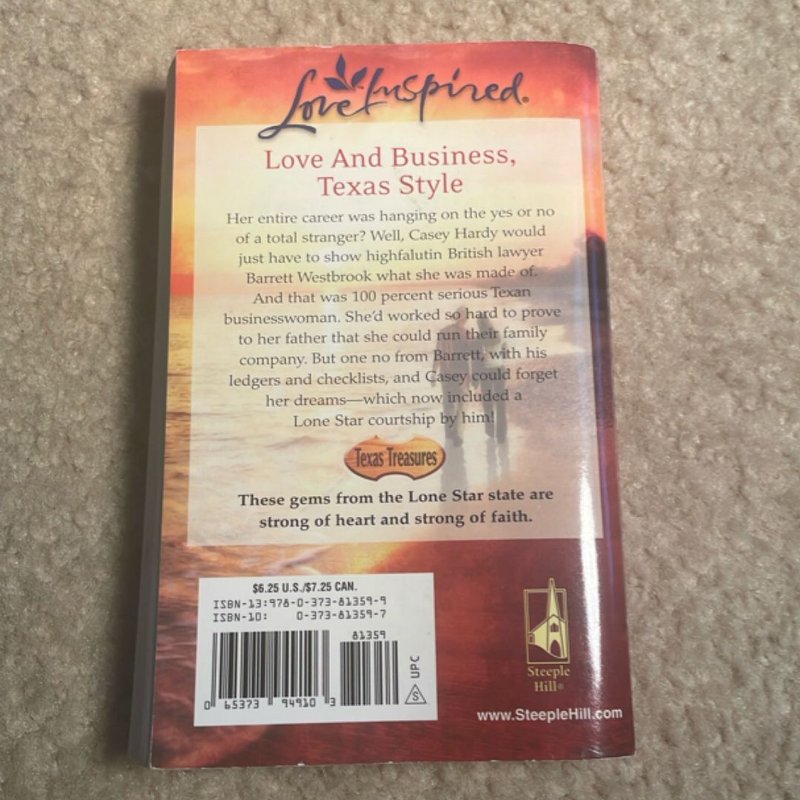 Love Inspired®
Love And Business,
Texas Style
Her entire career was hanging on the yes or no
of a total stranger? Well, Casey Hardy would
just have to show highfalutin British lawyer
Barrett Westbrook what she was made of.
And that was 100 percent serious Texan
businesswoman. She'd worked so hard to prove
to her father that she could run their family
company. But one no from Barrett, with his
ledgers and checklists, and Casey could forget
her dreams—which now included a
Lone Star courtship by him!
Texas Treasures
These gems from the Lone Star state are
strong of heart and strong of faith.
$6.25 U.S./$7.25 CAN.
ISBN-13:978-0-373-81359-9
ISBN-10: 0-373-81359-7
81359
UPC
S
0 65373 94910 3
Steeple
Hill®
www.SteepleHill.com